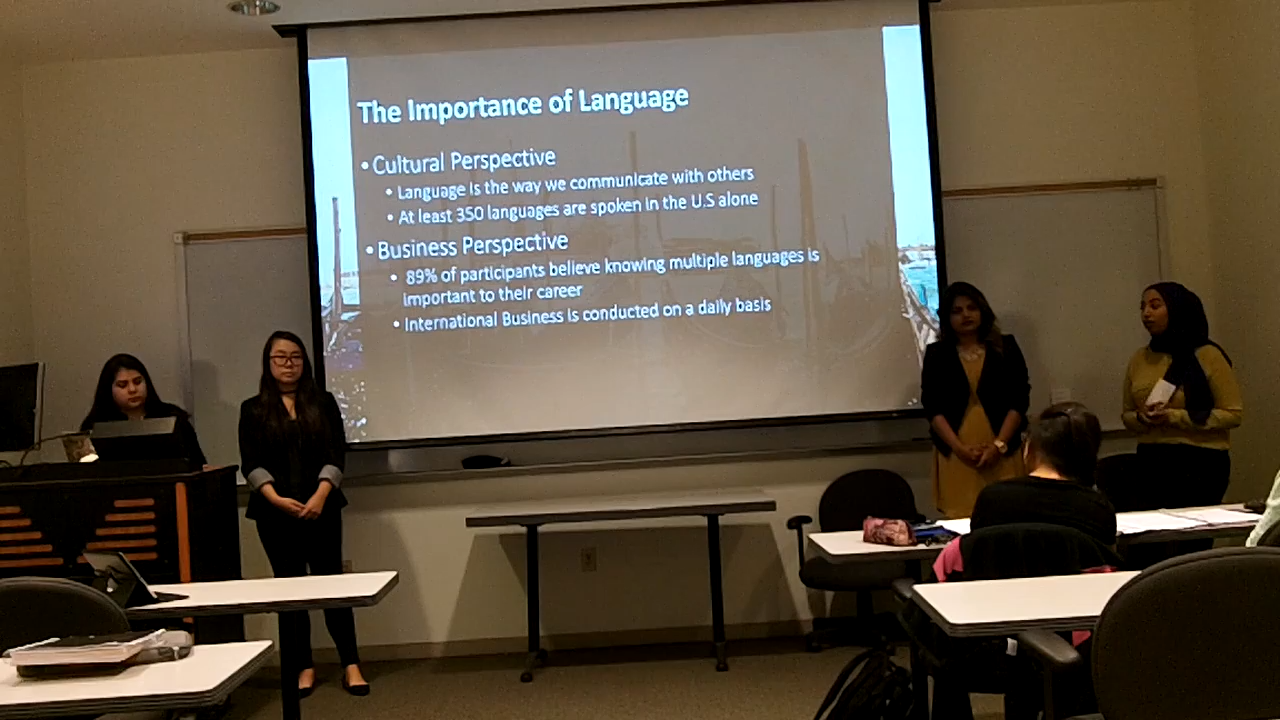 The Importance of Language
• Cultural Perspective
• Language is the way we communicate with others
• At least 350 languages are spoken in the U.S alone
• Business Perspective
• 89% of participants believe knowing multiple languages is
important to their career
• International Business is conducted on a daily basis